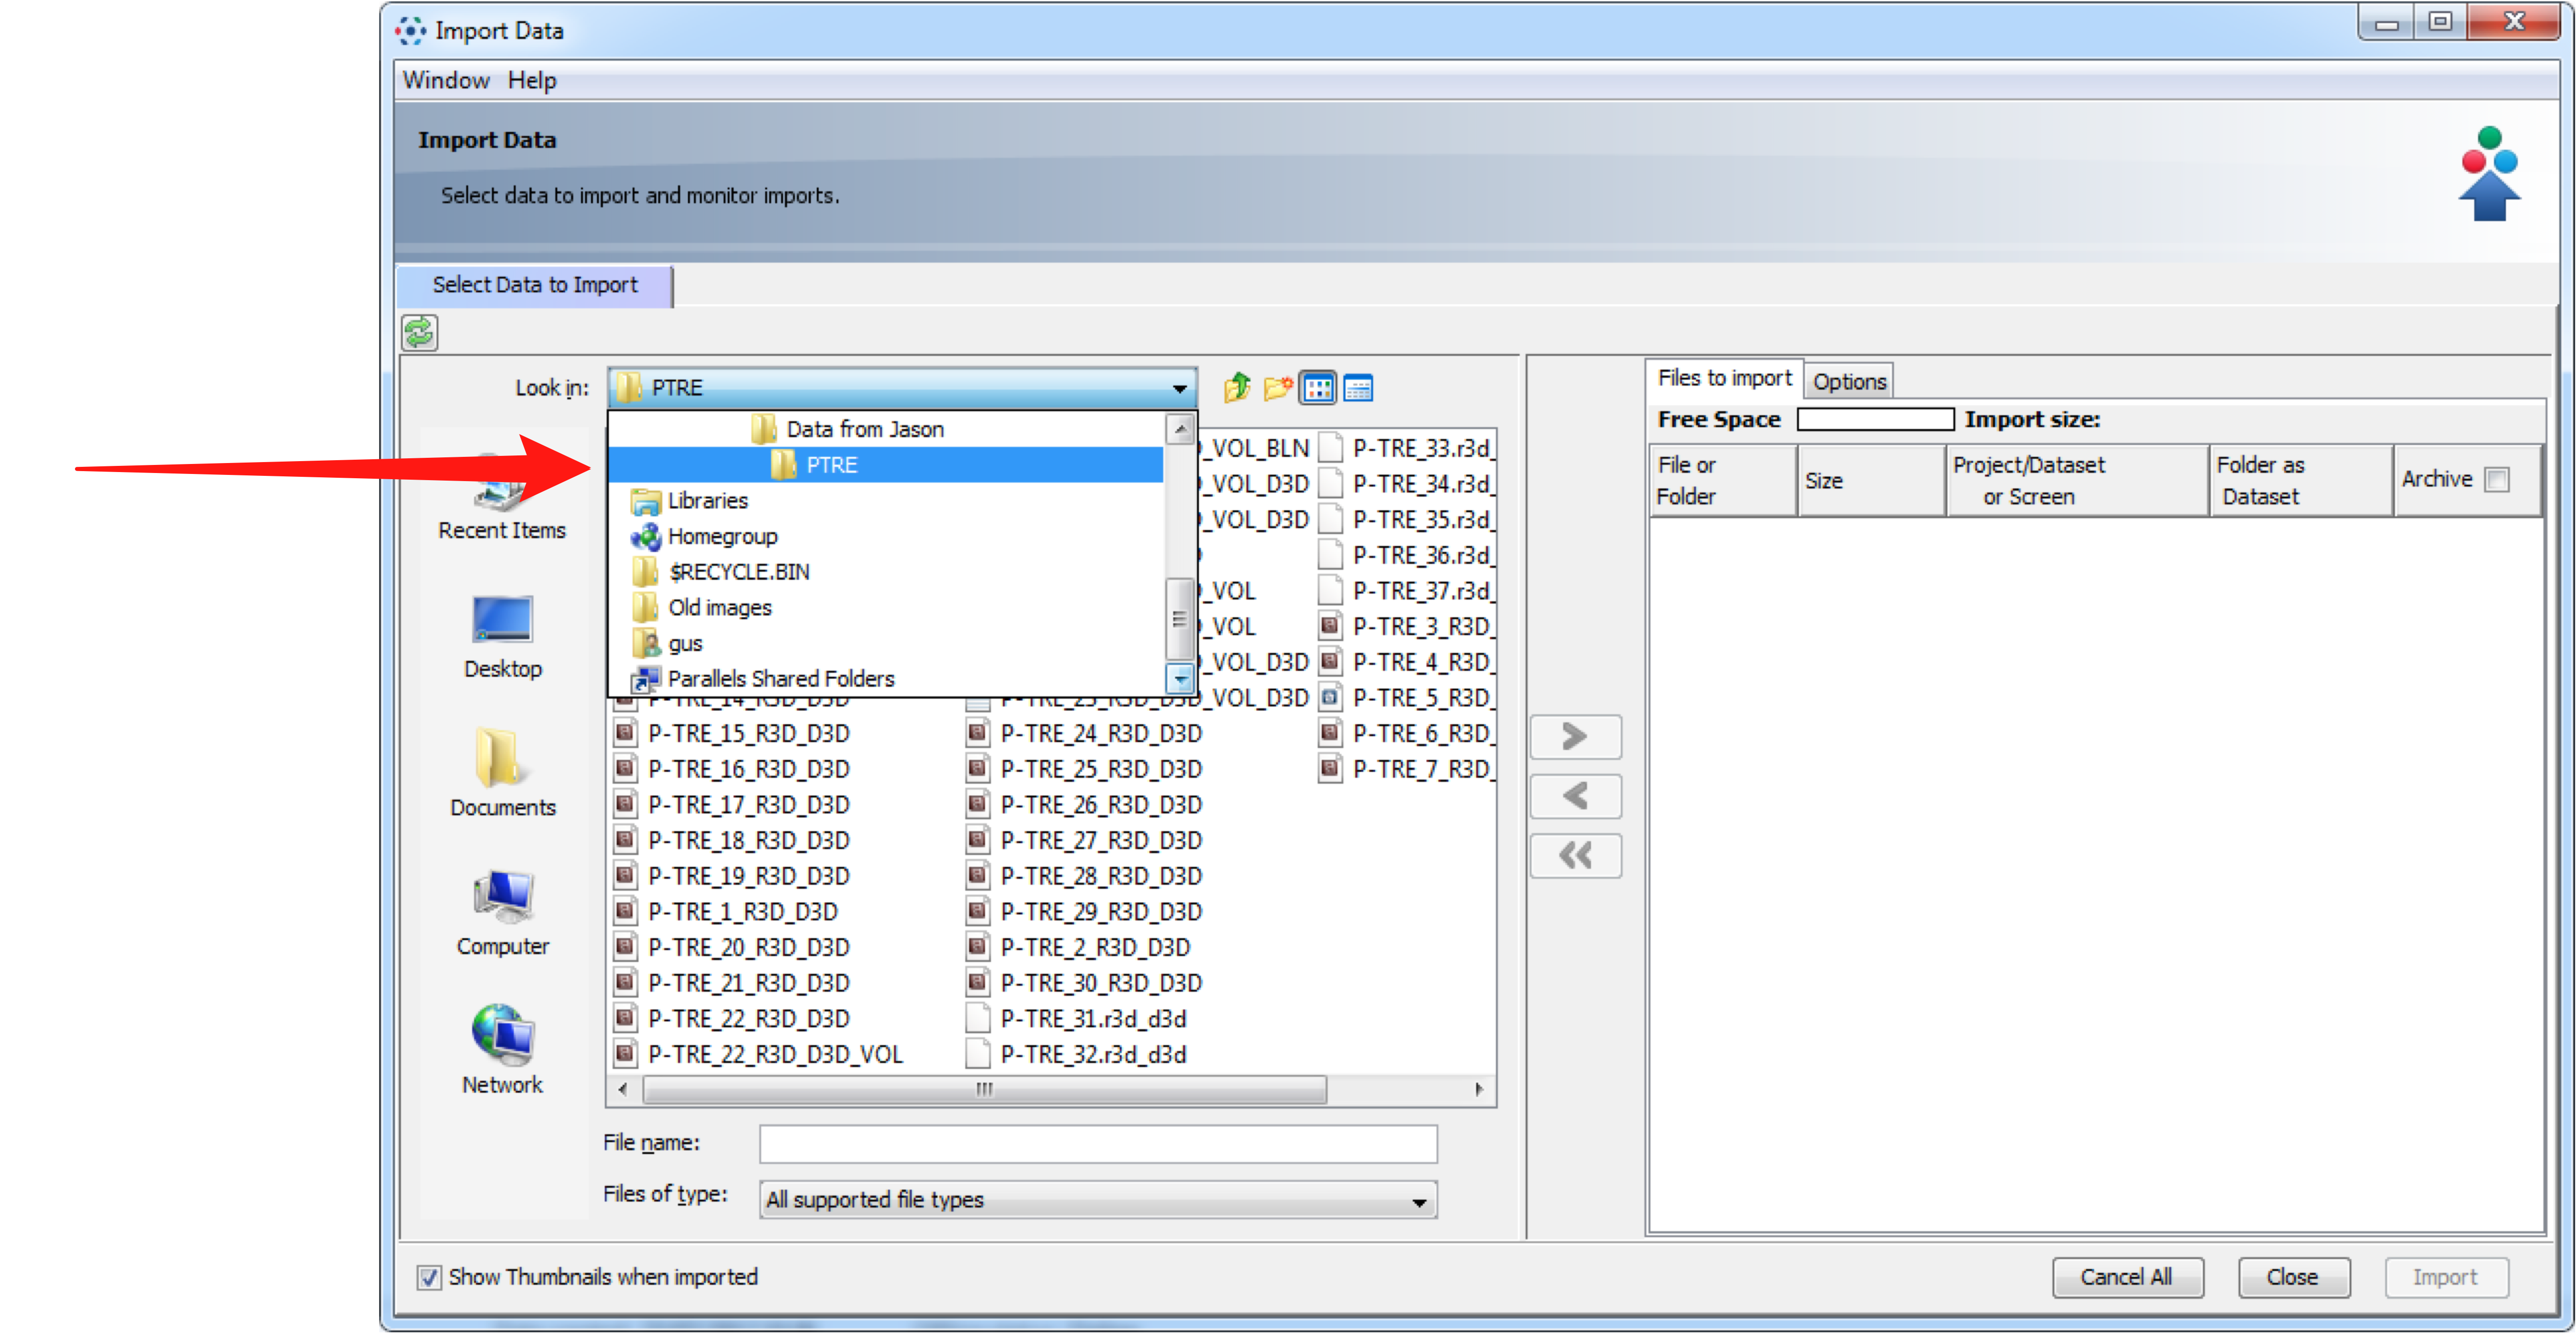 Import Data
Window Help
Import Data
Select data to import and monitor imports.
Select Data to Import
Look in: PTRE
Data from Jason
PTRE
Libraries
Homegroup
$RECYCLE.BIN
Old images
gus
Parallels Shared Folders
Recent Items
Desktop
Documents
Computer
Network
P-TRE_14_R3D_D3D
P-TRE_15_R3D_D3D
P-TRE_16_R3D_D3D
P-TRE_17_R3D_D3D
P-TRE_18_R3D_D3D
P-TRE_19_R3D_D3D
P-TRE_1_R3D_D3D
P-TRE_20_R3D_D3D
P-TRE_21_R3D_D3D
P-TRE_22_R3D_D3D
P-TRE_22_R3D_D3D_VOL
_VOL_BLN
_VOL_D3D
_VOL_D3D
_VOL
_VOL
_VOL_D3D
P-TRE_23_R3D_D3D_VOL_D3D
P-TRE_24_R3D_D3D
P-TRE_25_R3D_D3D
P-TRE_26_R3D_D3D
P-TRE_27_R3D_D3D
P-TRE_28_R3D_D3D
P-TRE_29_R3D_D3D
P-TRE_2_R3D_D3D
P-TRE_30_R3D_D3D
P-TRE_31.r3d_d3d
P-TRE_32.r3d_d3d
P-TRE_33.r3d_
P-TRE_34.r3d_
P-TRE_35.r3d_
P-TRE_36.r3d_
P-TRE_37.r3d_
P-TRE_3_R3D_
P-TRE_4_R3D_
P-TRE_5_R3D_
P-TRE_6_R3D_
P-TRE_7_R3D_
File name:
Files of type: All supported file types
Files to import Options
Free Space Import size:
File or
Folder
Size
Project/Dataset
or Screen
Folder as
Dataset
Archive
Show Thumbnails when imported
Cancel All Close Import